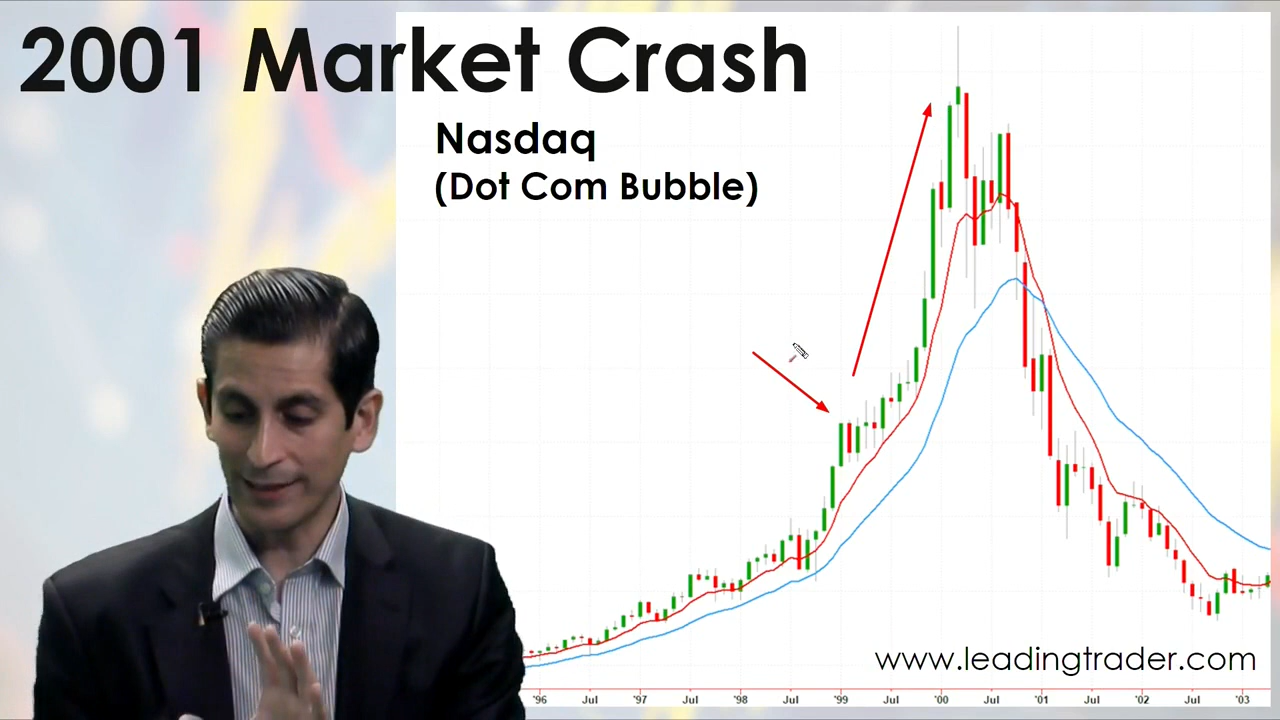 2001 Market Crash
Nasdaq
(Dot Com Bubble)
www.leadingtrader.com
'96 Jul '97 Jul '98 Jul '99 Jul '00 Jul '01 Jul '02 Jul '03